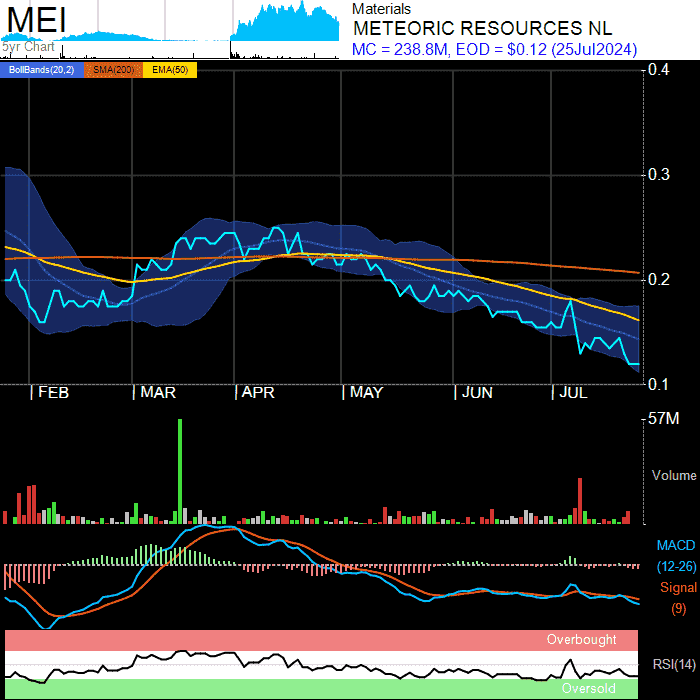 MEI
5yr Chart
Materials
METEORIC RESOURCES NL
MC = 238.8M, EOD = $0.12 (25Jul2024)
BollBands(20,2) SMA(200) EMA(50)
0.4
0.3
0.2
0.1
FEB MAR APR MAY JUN JUL
57M
Volume
MACD
(12-26)
Signal
(9)
Overbought
RSI(14)
Oversold